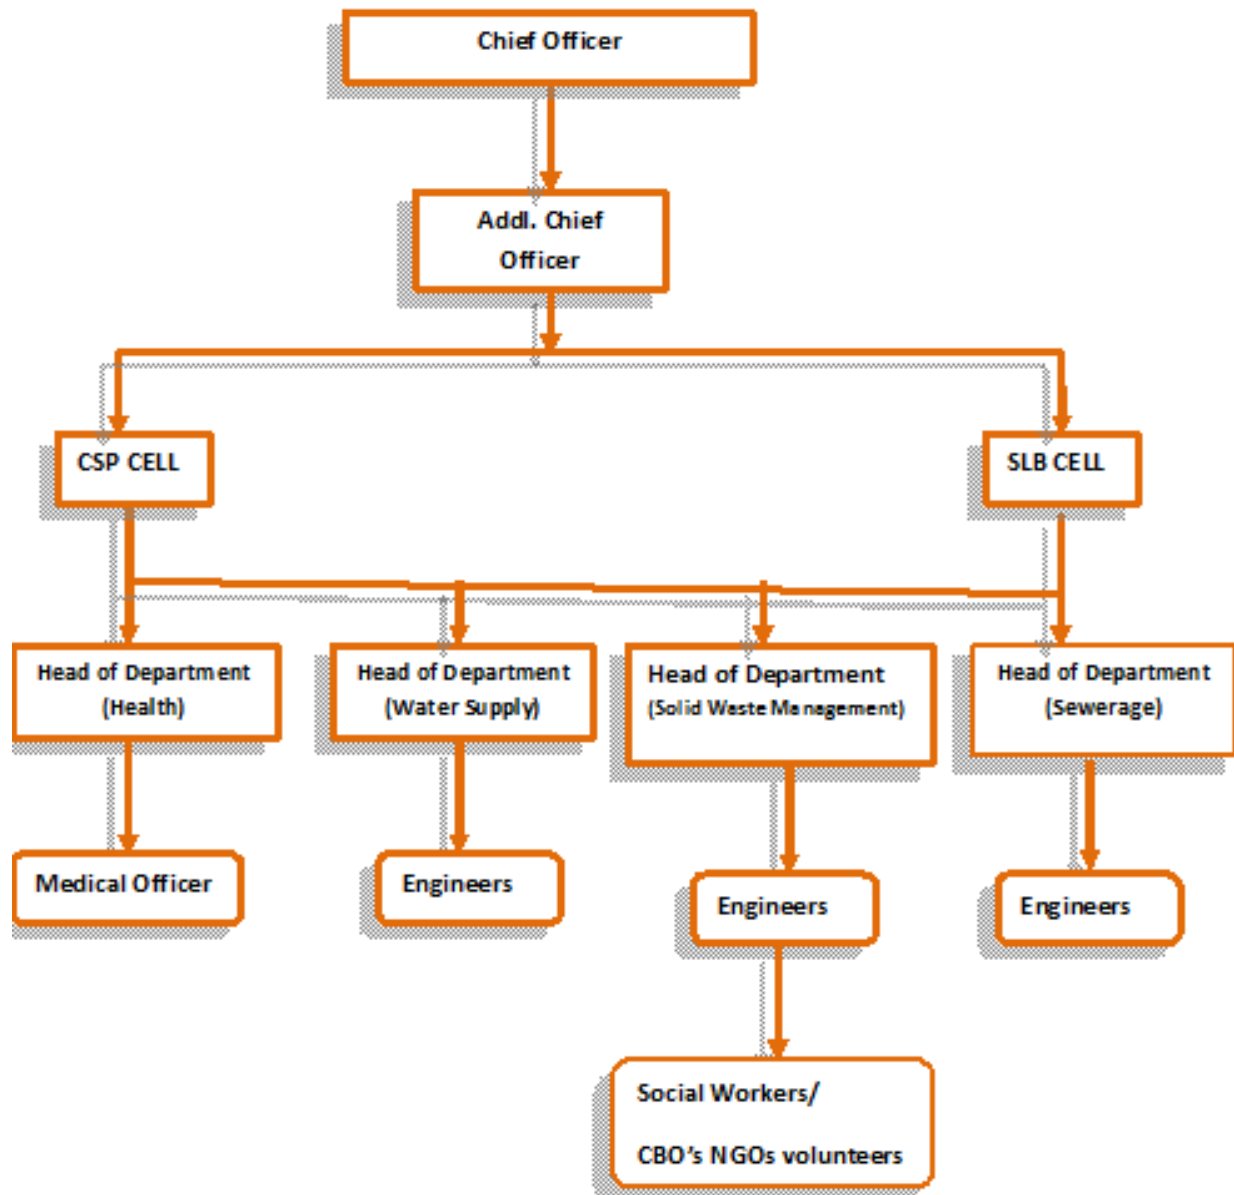 Chief Officer
Addl. Chief
Officer
CSP CELL
SLB CELL
Head of Department
(Health)
Head of Department
(Water Supply)
Head of Department
(Solid Waste Management)
Head of Department
(Sewerage)
Medical Officer
Engineers
Engineers
Engineers
Social Workers/
CBO's NGOs volunteers